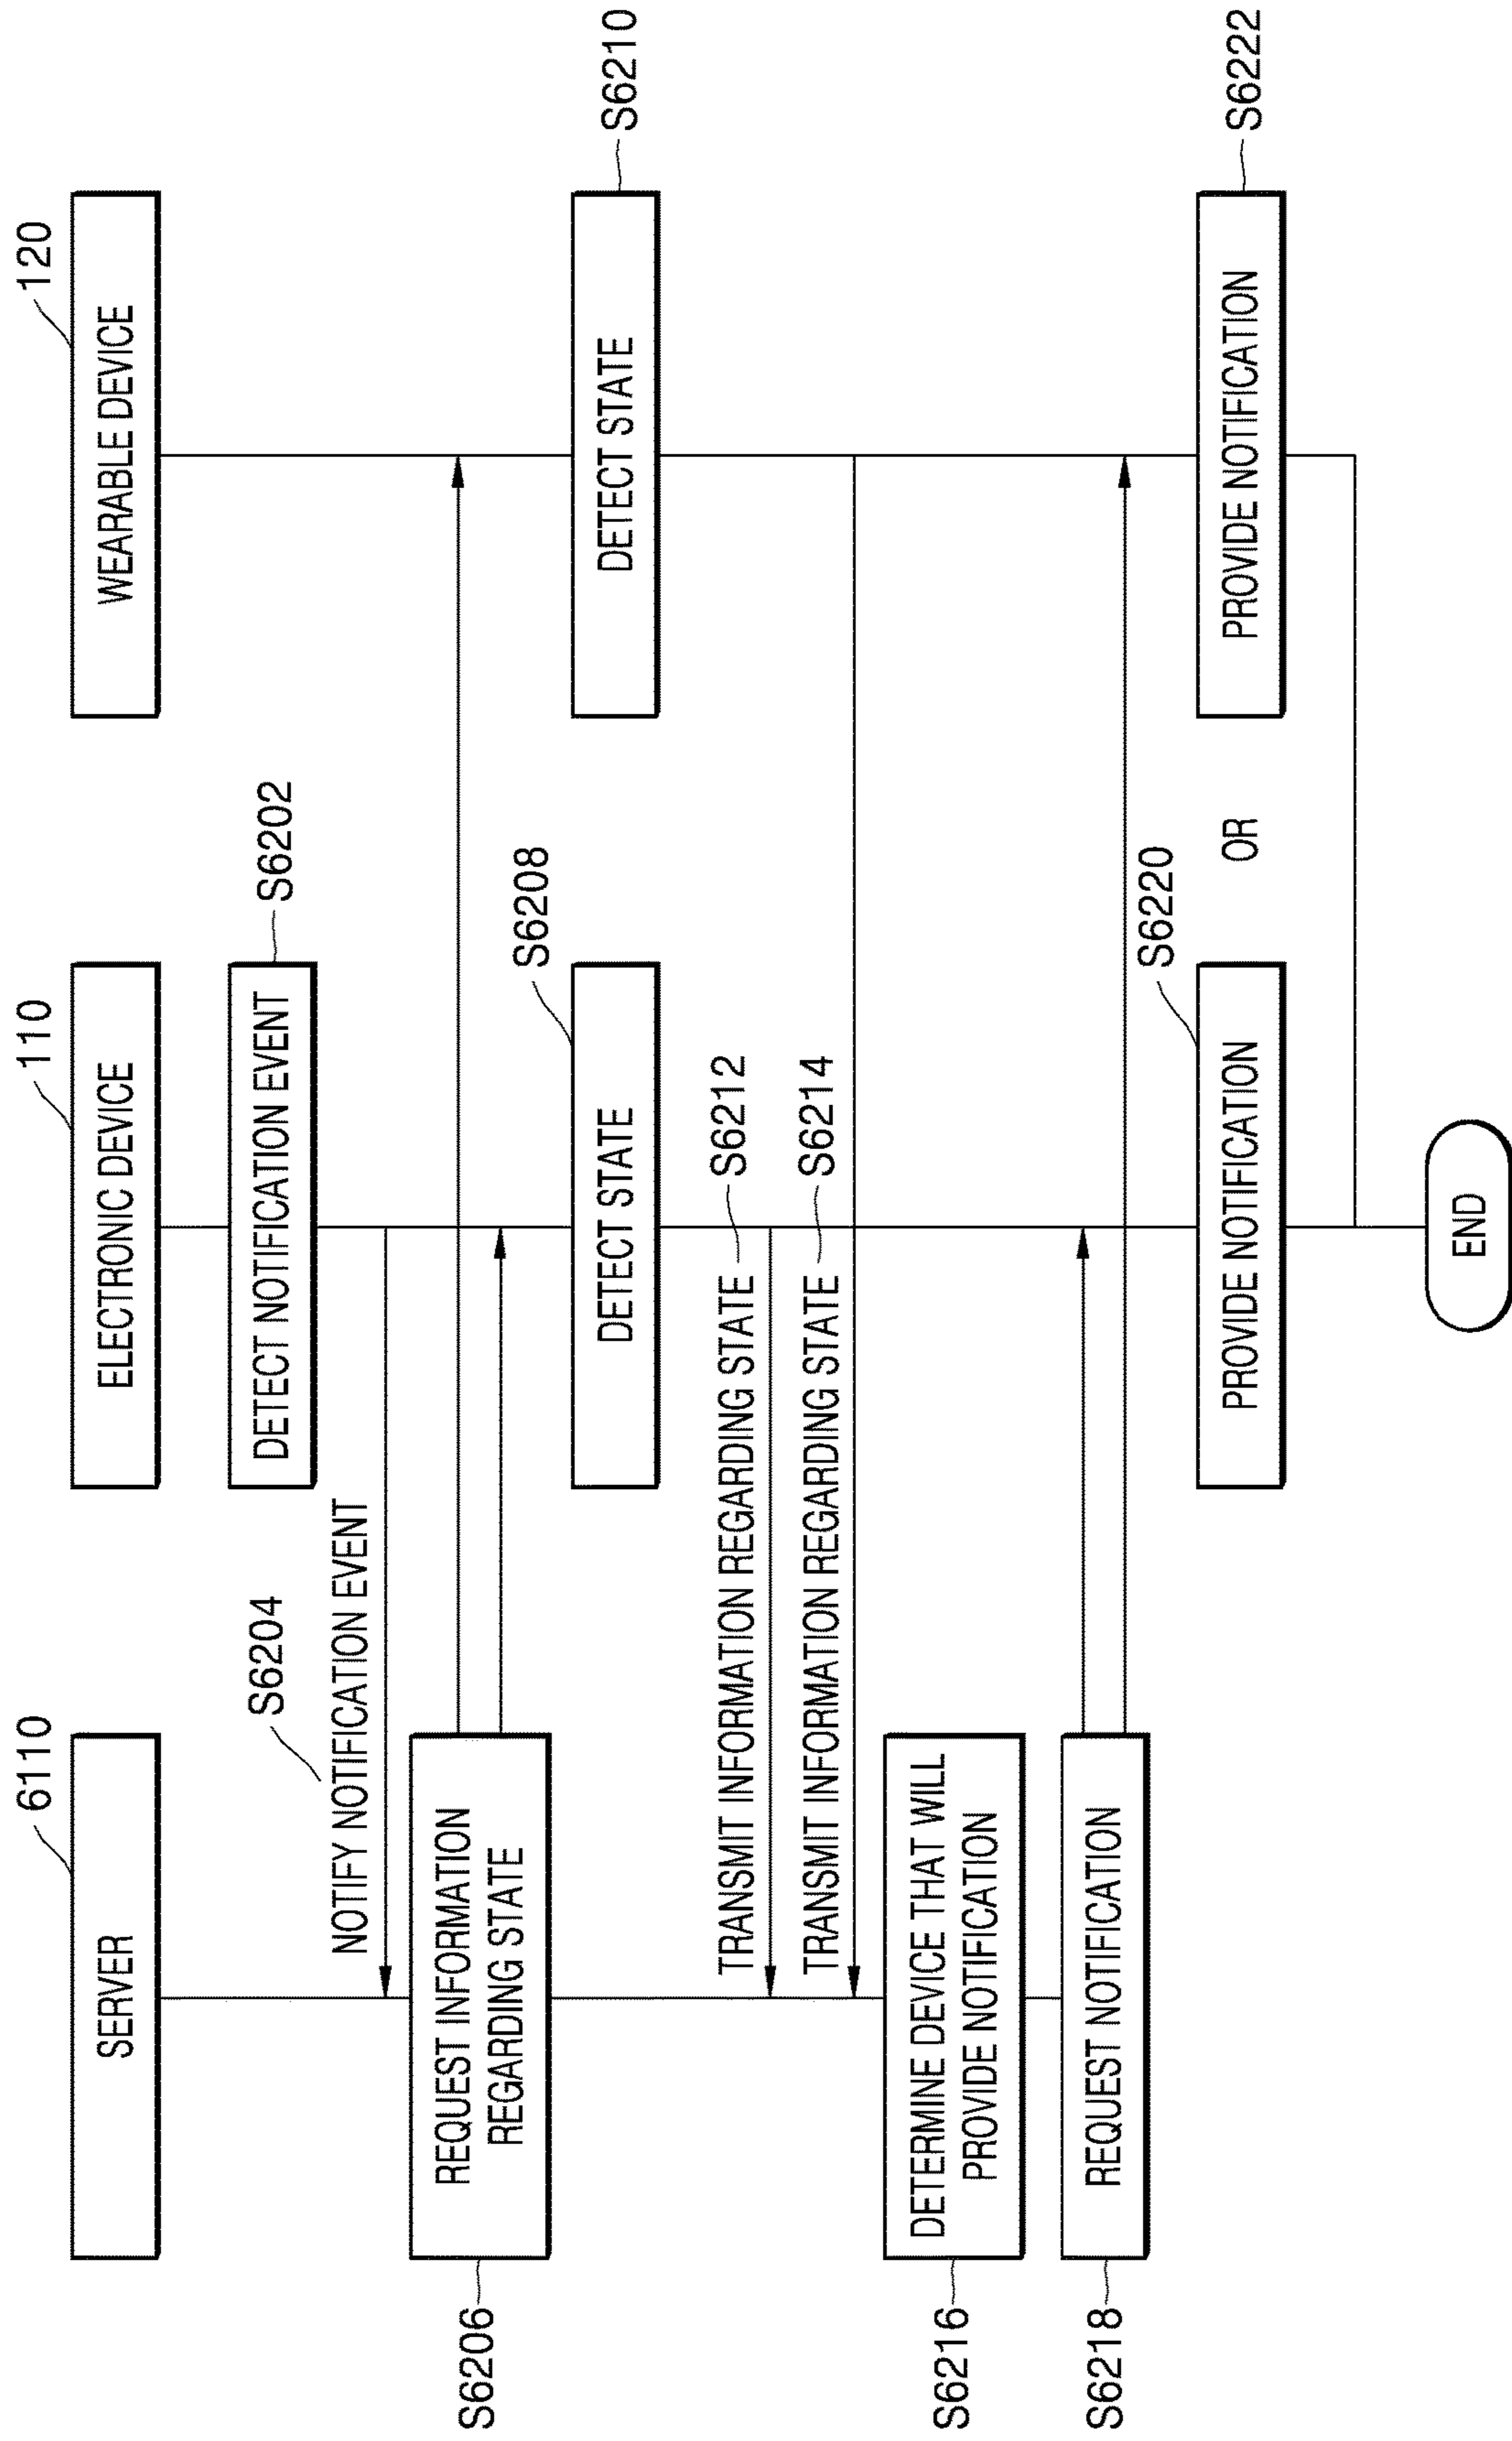 6110
110
120
SERVER
ELECTRONIC DEVICE
WEARABLE DEVICE
DETECT NOTIFICATION EVENT
S6202
S6204
NOTIFY NOTIFICATION EVENT
S6206
REQUEST INFORMATION
REGARDING STATE
S6208
DETECT STATE
DETECT STATE
S6210
TRANSMIT INFORMATION REGARDING STATE
S6212
TRANSMIT INFORMATION REGARDING STATE
S6214
S6216
DETERMINE DEVICE THAT WILL
PROVIDE NOTIFICATION
S6218
REQUEST NOTIFICATION
S6220
PROVIDE NOTIFICATION
OR
PROVIDE NOTIFICATION
S6222
END